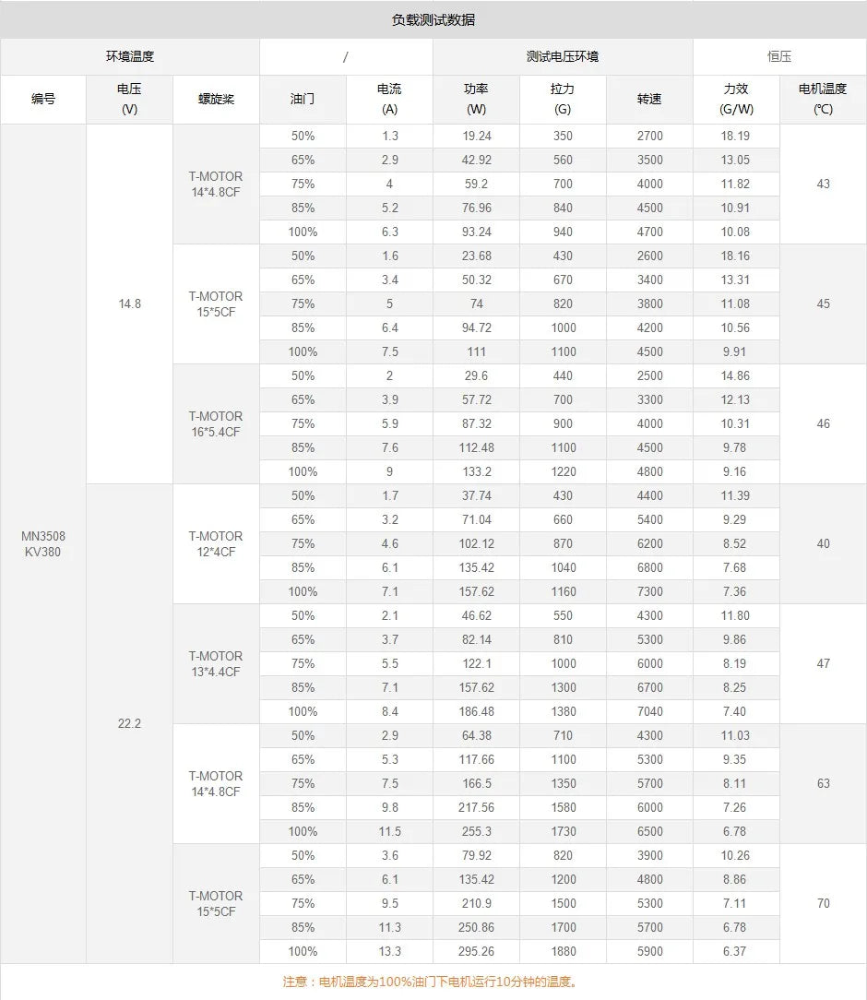 负载测试数据
环境温度 / 测试电压环境 恒压
编号 电压 (V) 螺旋桨 油门 电流 (A) 功率 (W) 拉力 (G) 转速 力效 (G/W) 电机温度 (℃)
MN3508 KV380
14.8
T-MOTOR 14*4.8CF
50% 1.3 19.24 350 2700 18.19
65% 2.9 42.92 560 3500 13.05
75% 4 59.2 700 4000 11.82
85% 5.2 76.96 840 4500 10.91
100% 6.3 93.24 940 4700 10.08
43
T-MOTOR 15*5CF
50% 1.6 23.68 430 2600 18.16
65% 3.4 50.32 670 3400 13.31
75% 5 74 820 3800 11.08
85% 6.4 94.72 1000 4200 10.56
100% 7.5 111 1100 4500 9.91
45
T-MOTOR 16*5.4CF
50% 2 29.6 440 2500 14.86
65% 3.9 57.72 700 3300 12.13
75% 5.9 87.32 900 4000 10.31
85% 7.6 112.48 1100 4500 9.78
100% 9 133.2 1220 4800 9.16
46
22.2
T-MOTOR 12*4CF
50% 1.7 37.74 430 4400 11.39
65% 3.2 71.04 660 5400 9.29
75% 4.6 102.12 870 6200 8.52
85% 6.1 135.42 1040 6800 7.68
100% 7.1 157.62 1160 7300 7.36
40
T-MOTOR 13*4.4CF
50% 2.1 46.62 550 4300 11.80
65% 3.7 82.14 810 5300 9.86
75% 5.5 122.1 1000 6000 8.19
85% 7.1 157.62 1300 6700 8.25
100% 8.4 186.48 1380 7040 7.40
47
T-MOTOR 14*4.8CF
50% 2.9 64.38 710 4300 11.03
65% 5.3 117.66 1100 5300 9.35
75% 7.5 166.5 1350 5700 8.11
85% 9.8 217.56 1580 6000 7.26
100% 11.5 255.3 1730 6500 6.78
63
T-MOTOR 15*5CF
50% 3.6 79.92 820 3900 10.26
65% 6.1 135.42 1200 4800 8.86
75% 9.5 210.9 1500 5300 7.11
85% 11.3 250.86 1700 5700 6.78
100% 13.3 295.26 1880 5900 6.37
70
注意：电机温度为100%油门下电机运行10分钟的温度。